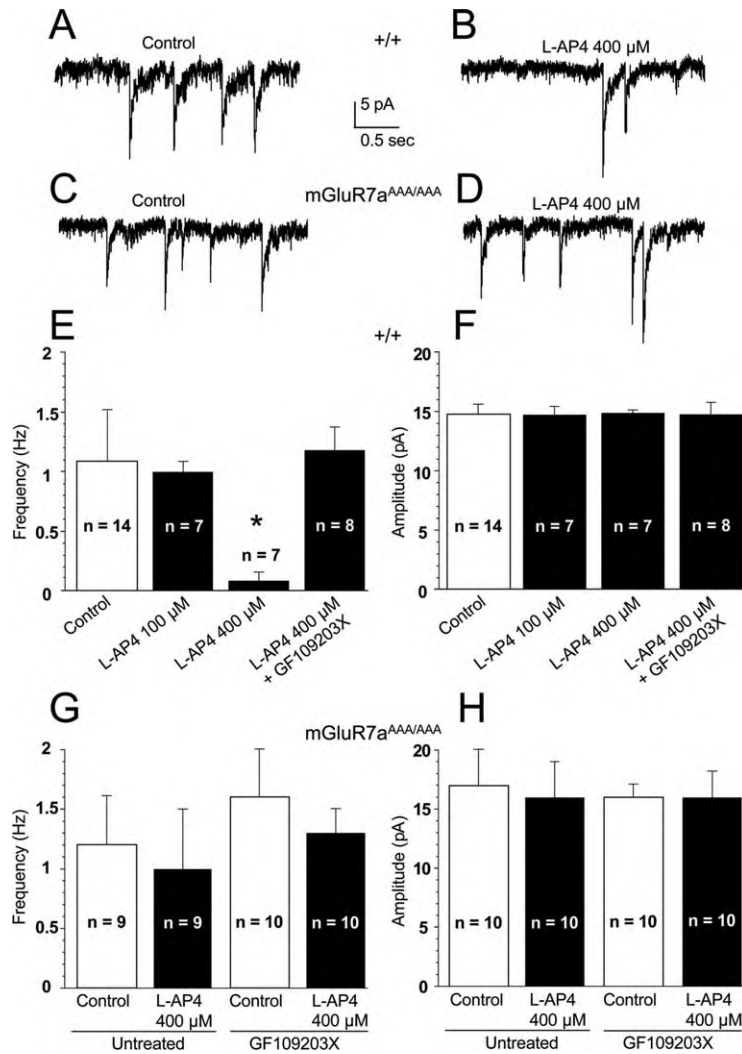 A
Control
+/+
B
L-AP4 400 µM
5 pA
0.5 sec
C
Control
mGluR7aAAA/AAA
D
L-AP4 400 µM
E
+/+
F
2
1.5
1
0.5
0
Frequency (Hz)
n = 14
n = 7
*
n = 7
n = 8
Control
L-AP4 100 µM
L-AP4 400 µM
L-AP4 400 µM
+ GF109203X
20
15
10
5
0
Amplitude (pA)
n = 14
n = 7
n = 7
n = 8
Control
L-AP4 100 µM
L-AP4 400 µM
L-AP4 400 µM
+ GF109203X
G
mGluR7aAAA/AAA
H
2
1.5
1
0.5
0
Frequency (Hz)
n = 9
n = 9
n = 10
n = 10
Control
L-AP4
400 µM
Control
L-AP4
400 µM
Untreated
GF109203X
20
15
10
5
0
Amplitude (pA)
n = 10
n = 10
n = 10
n = 10
Control
L-AP4
400 µM
Control
L-AP4
400 µM
Untreated
GF109203X